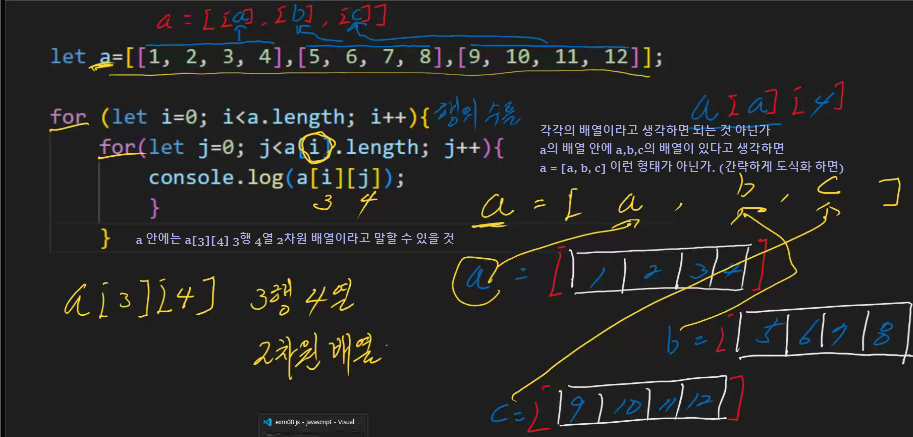 a = [[a], [b], [c]]
let a=[[1, 2, 3, 4],[5, 6, 7, 8],[9, 10, 11, 12]];
for (let i=0; i<a.length; i++){ 행의 수를
a[a][4]
각각의 배열이라고 생각하면 되는 것 아닌가
a의 배열 안에 a,b,c의 배열이 있다고 생각하면
a = [a, b, c] 이런 형태가 아닌가. (간략하게 도식화 하면)
for(let j=0; j<a[i].length; j++){
console.log(a[i][j]);
3 4
}
}
a 안에는 a[3][4] 3행 4열 2차원 배열이라고 말할 수 있을 것
a = [ a , b , c ]
a = [ 1 2 3 4 ]
a[3][4] 3행 4열
2차원 배열
b = [ 5 6 7 8
c = [ 9 10 11 12 ]
exm00.js - javascript - Visual